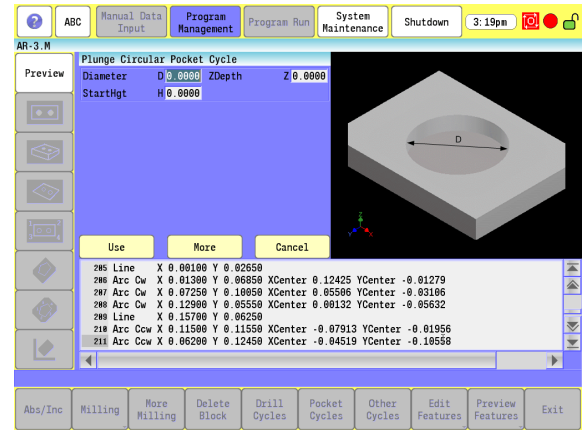 ? ABC Manual Data Input Program Management Program Run System Maintenance Shutdown 3:19pm
AR-3.M
Preview
Plunge Circular Pocket Cycle
Diameter D 0.0000 ZDepth Z 0.0000
StartHgt H 0.0000
D
Z
Y X
Use More Cancel
205 Line X 0.00100 Y 0.02650
206 Arc Cw X 0.01300 Y 0.06850 XCenter 0.12425 YCenter -0.01279
207 Arc Cw X 0.07250 Y 0.10050 XCenter 0.05506 YCenter -0.03106
208 Arc Cw X 0.12900 Y 0.05550 XCenter 0.00132 YCenter -0.05632
209 Line X 0.15700 Y 0.06250
210 Arc Ccw X 0.11500 Y 0.11550 XCenter -0.07913 YCenter -0.01956
211 Arc Ccw X 0.06200 Y 0.12450 XCenter -0.04519 YCenter -0.10558
Abs/Inc Milling More Milling Delete Block Drill Cycles Pocket Cycles Other Cycles Edit Features Preview Features Exit